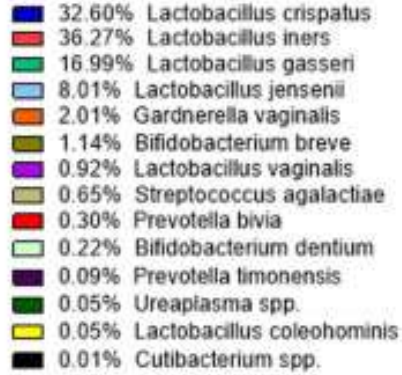 32.60% Lactobacillus crispatus
36.27% Lactobacillus iners
16.99% Lactobacillus gasseri
8.01% Lactobacillus jensenii
2.01% Gardnerella vaginalis
1.14% Bifidobacterium breve
0.92% Lactobacillus vaginalis
0.65% Streptococcus agalactiae
0.30% Prevotella bivia
0.22% Bifidobacterium dentium
0.09% Prevotella timonensis
0.05% Ureaplasma spp.
0.05% Lactobacillus coleohominis
0.01% Cutibacterium spp.